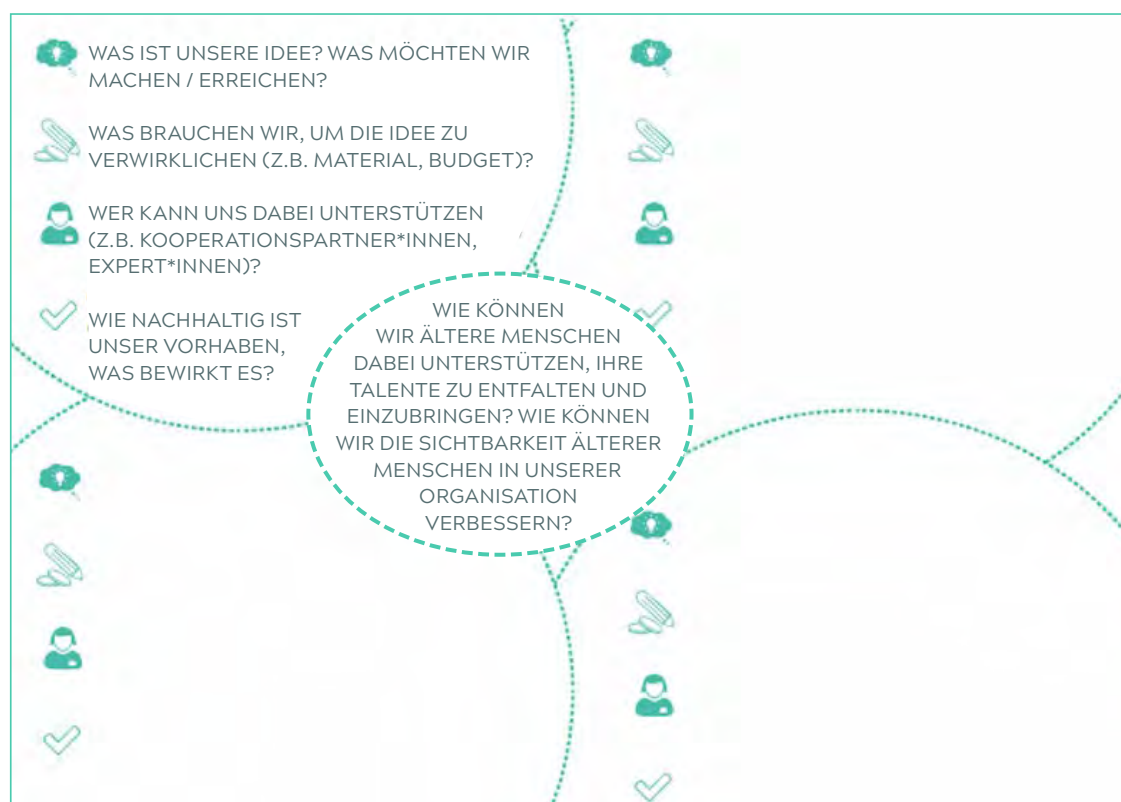 WAS IST UNSERE IDEE? WAS MÖCHTEN WIR
MACHEN / ERREICHEN?
WAS BRAUCHEN WIR, UM DIE IDEE ZU
VERWIRKLICHEN (Z.B. MATERIAL, BUDGET)?
WER KANN UNS DABEI UNTERSTÜTZEN
(Z.B. KOOPERATIONSPARTNER*INNEN,
EXPERT*INNEN)?
WIE NACHHALTIG IST
UNSER VORHABEN,
WAS BEWIRKT ES?
WIE KÖNNEN
WIR ÄLTERE MENSCHEN
DABEI UNTERSTÜTZEN, IHRE
TALENTE ZU ENTFALTEN UND
EINZUBRINGEN? WIE KÖNNEN
WIR DIE SICHTBARKEIT ÄLTERER
MENSCHEN IN UNSERER
ORGANISATION
VERBESSERN?